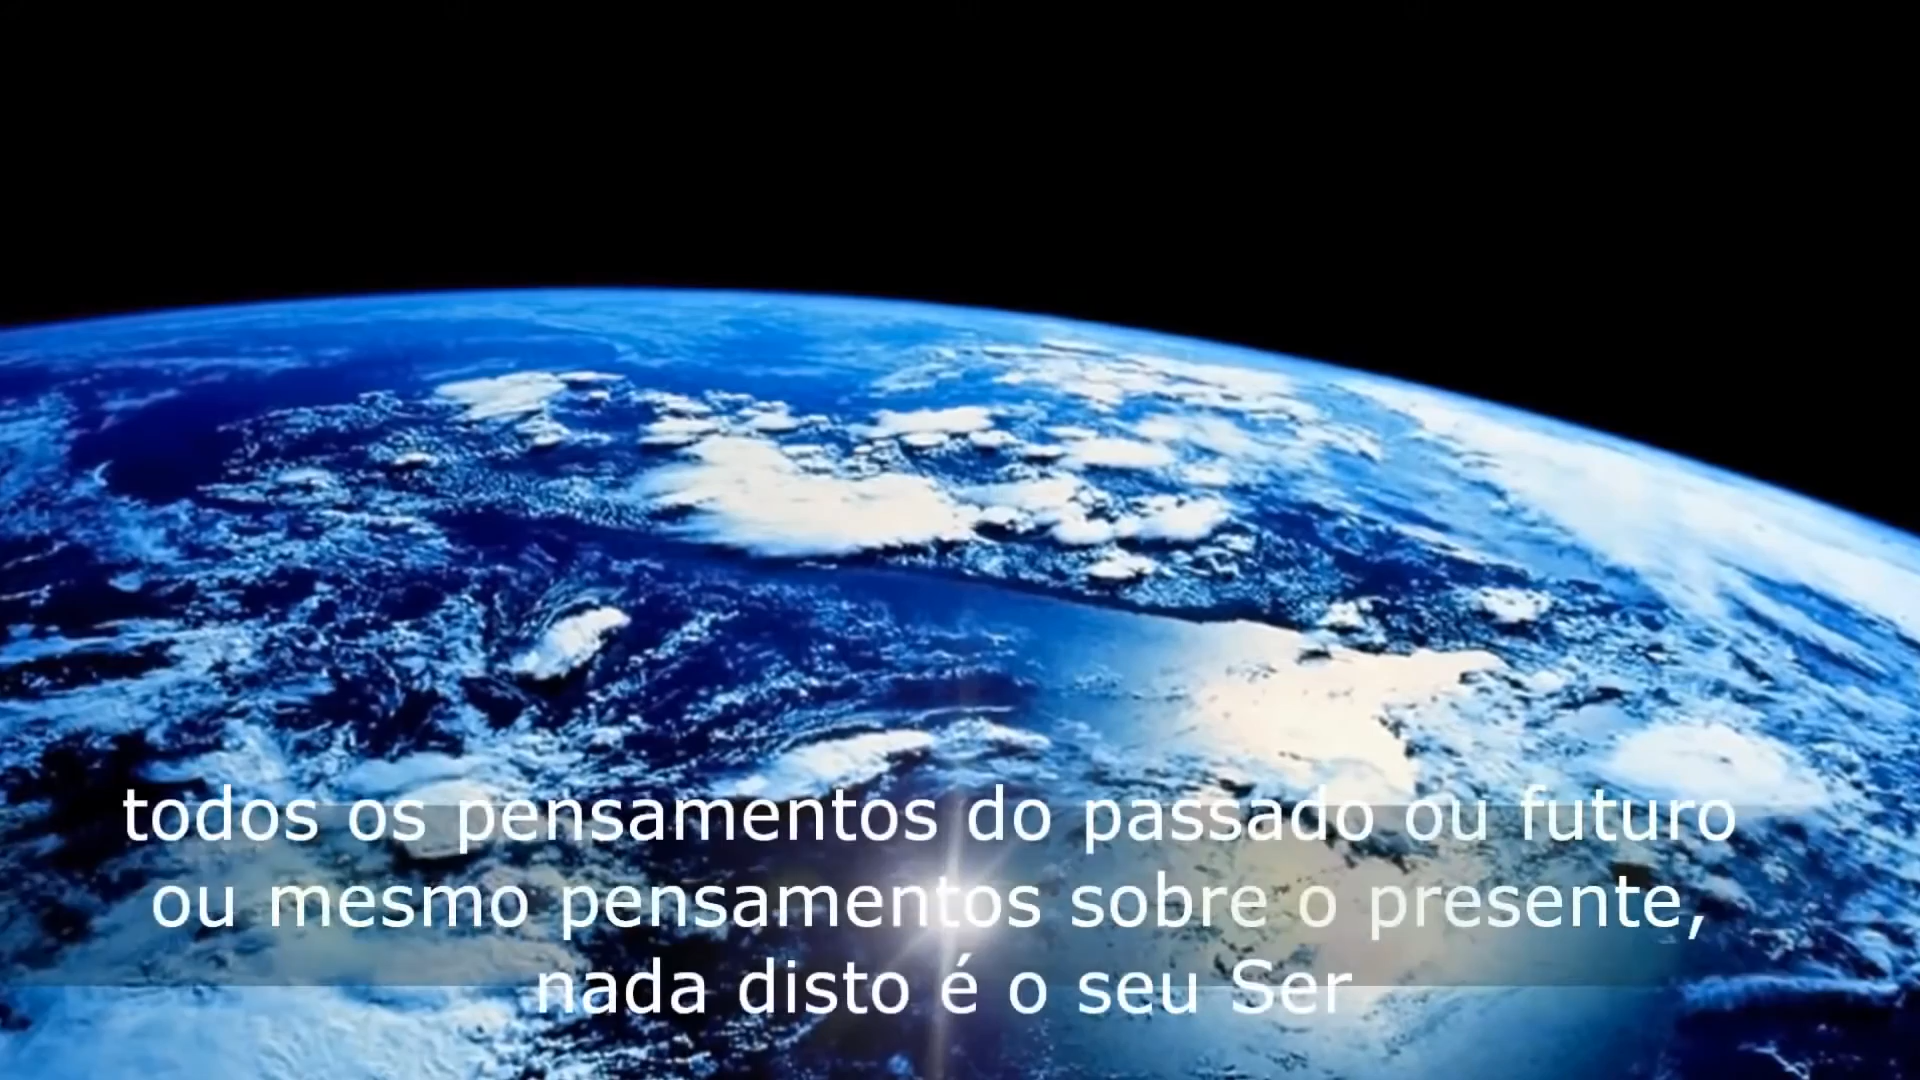 todos os pensamentos do passado ou futuro
ou mesmo pensamentos sobre o presente,
nada disto é o seu Ser